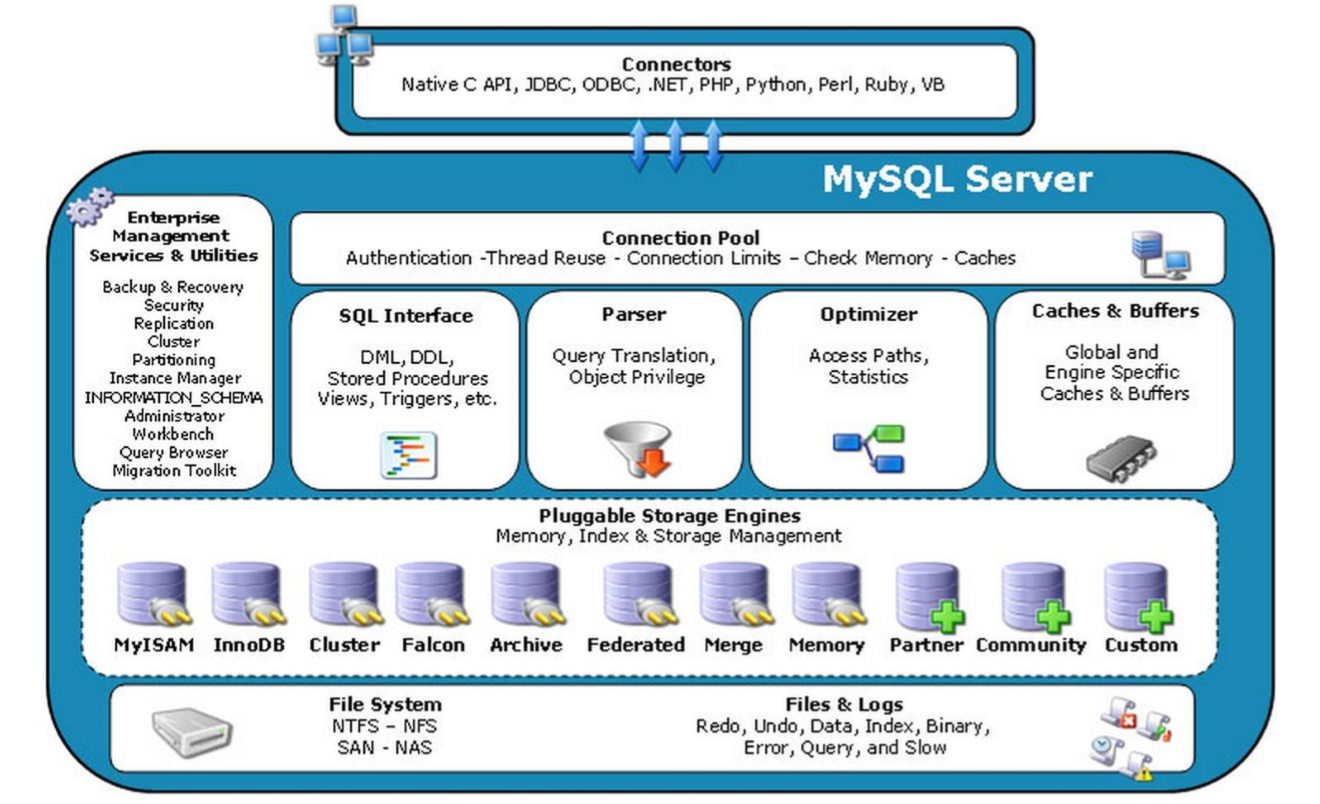 Connectors
Native C API, JDBC, ODBC, .NET, PHP, Python, Perl, Ruby, VB
MySQL Server
Enterprise
Management
Services & Utilities
Backup & Recovery
Security
Replication
Cluster
Partitioning
Instance Manager
INFORMATION_SCHEMA
Administrator
Workbench
Query Browser
Migration Toolkit
Connection Pool
Authentication -Thread Reuse - Connection Limits – Check Memory - Caches
SQL Interface
DML, DDL,
Stored Procedures
Views, Triggers, etc.
Parser
Query Translation,
Object Privilege
Optimizer
Access Paths,
Statistics
Caches & Buffers
Global and
Engine Specific
Caches & Buffers
Pluggable Storage Engines
Memory, Index & Storage Management
MyISAM InnoDB Cluster Falcon Archive Federated Merge Memory Partner Community Custom
File System
NTFS – NFS
SAN - NAS
Files & Logs
Redo, Undo, Data, Index, Binary,
Error, Query, and Slow